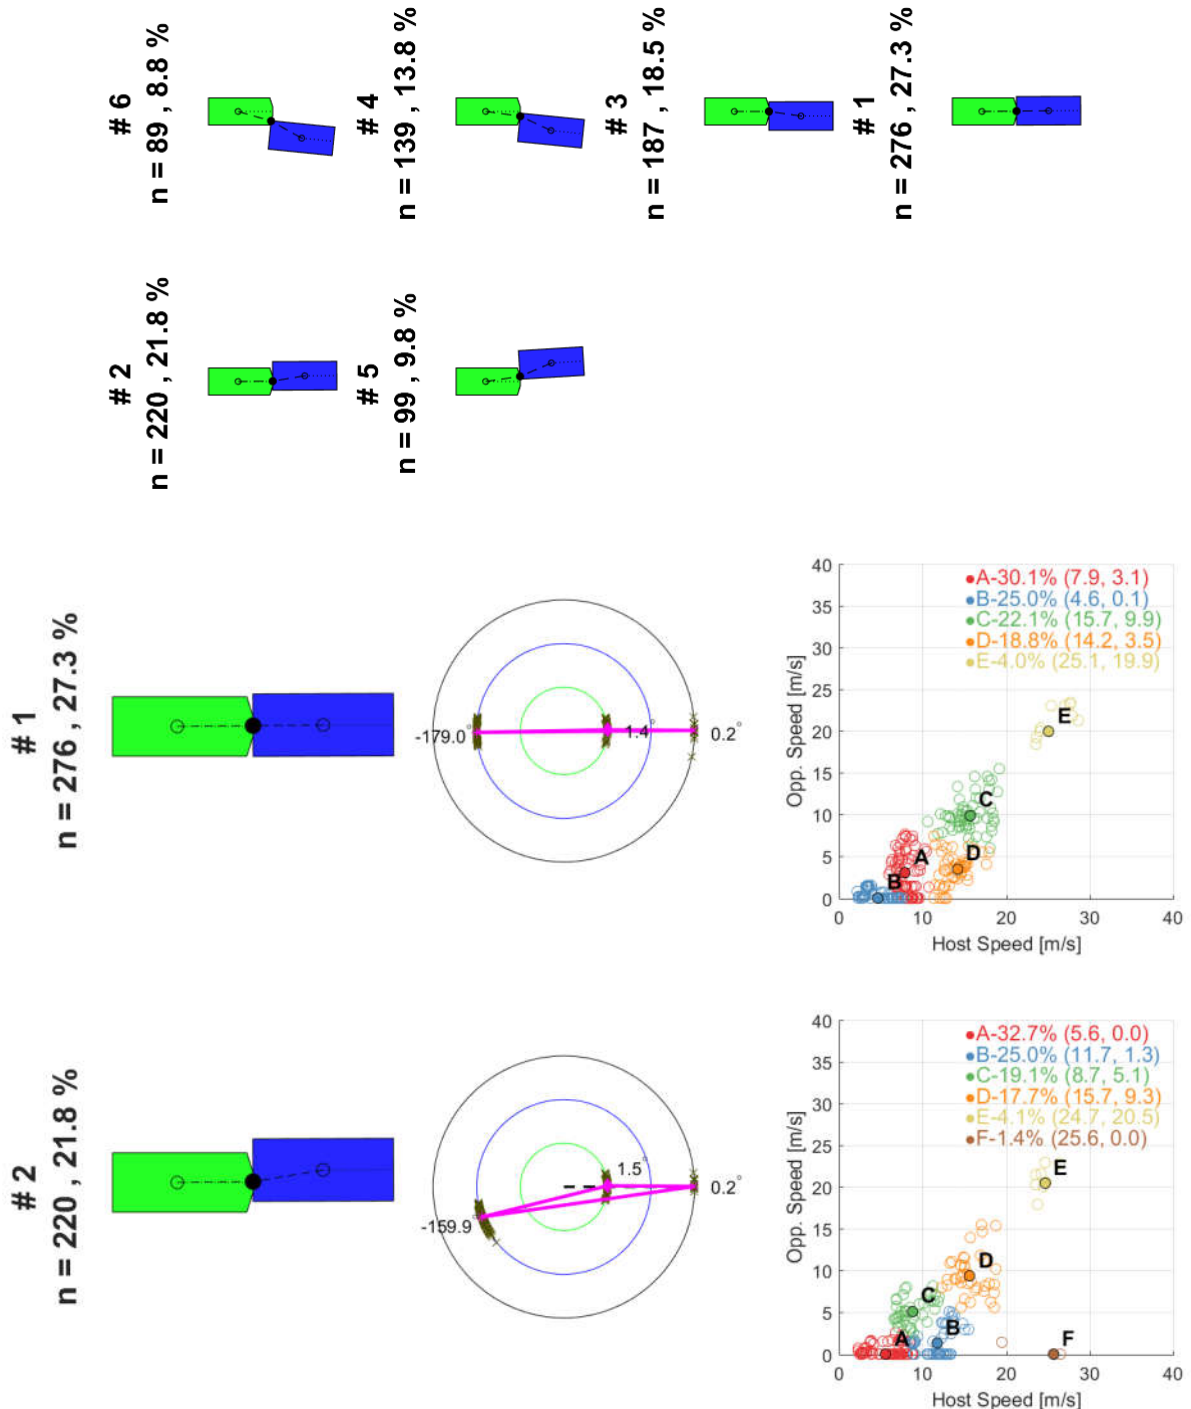 # 6
n = 89 , 8.8 %
# 4
n = 139 , 13.8 %
# 3
n = 187 , 18.5 %
# 1
n = 276 , 27.3 %
# 2
n = 220 , 21.8 %
# 5
n = 99 , 9.8 %
# 1
n = 276 , 27.3 %
-179.0°
1.4°
0.2°
Opp. Speed [m/s]
40
35
30
25
20
15
10
5
0
A-30.1% (7.9, 3.1)
B-25.0% (4.6, 0.1)
C-22.1% (15.7, 9.9)
D-18.8% (14.2, 3.5)
E-4.0% (25.1, 19.9)
E
C
D
A
B
0 10 20 30 40
Host Speed [m/s]
# 2
n = 220 , 21.8 %
-159.9°
1.5°
0.2°
Opp. Speed [m/s]
40
35
30
25
20
15
10
5
0
A-32.7% (5.6, 0.0)
B-25.0% (11.7, 1.3)
C-19.1% (8.7, 5.1)
D-17.7% (15.7, 9.3)
E-4.1% (24.7, 20.5)
F-1.4% (25.6, 0.0)
E
D
C
B
A
F
0 10 20 30 40
Host Speed [m/s]